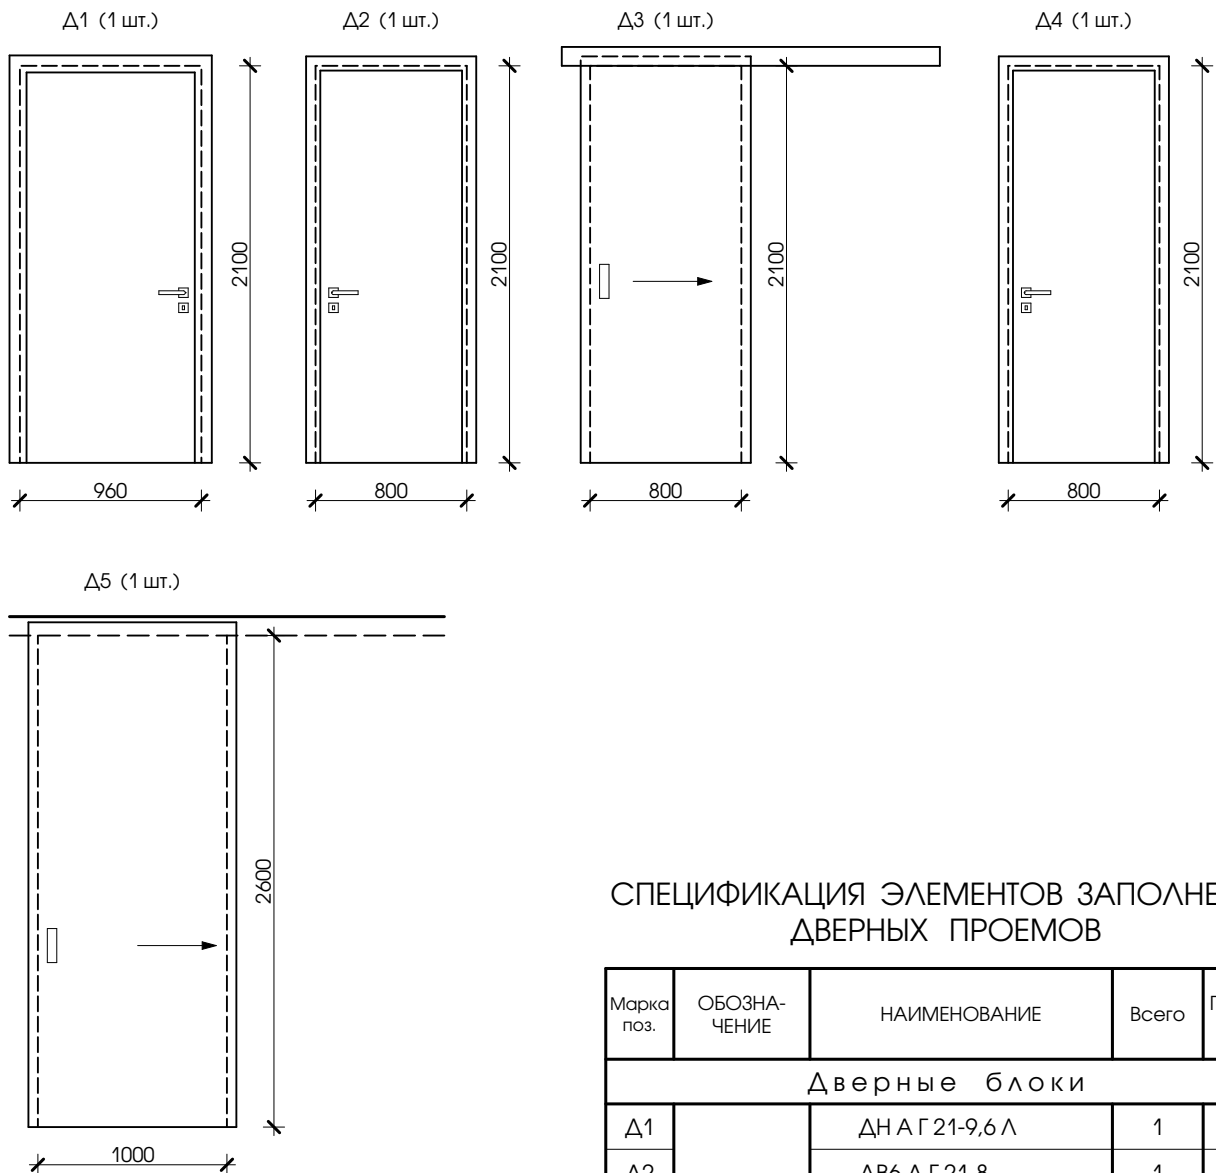 Д1 (1 шт.)
Д2 (1 шт.)
Д3 (1 шт.)
Д4 (1 шт.)
2100
2100
2100
2100
960
800
800
800
Д5 (1 шт.)
2600
1000
СПЕЦИФИКАЦИЯ ЭЛЕМЕНТОВ
ДВЕРНЫХ ПРОЕМОВ
Марка
поз.
ОБОЗНА-
ЧЕНИЕ
НАИМЕНОВАНИЕ
Всего
Дверные блоки
Д1
ДН А Г 21-9,6 Л
1
Д2
1